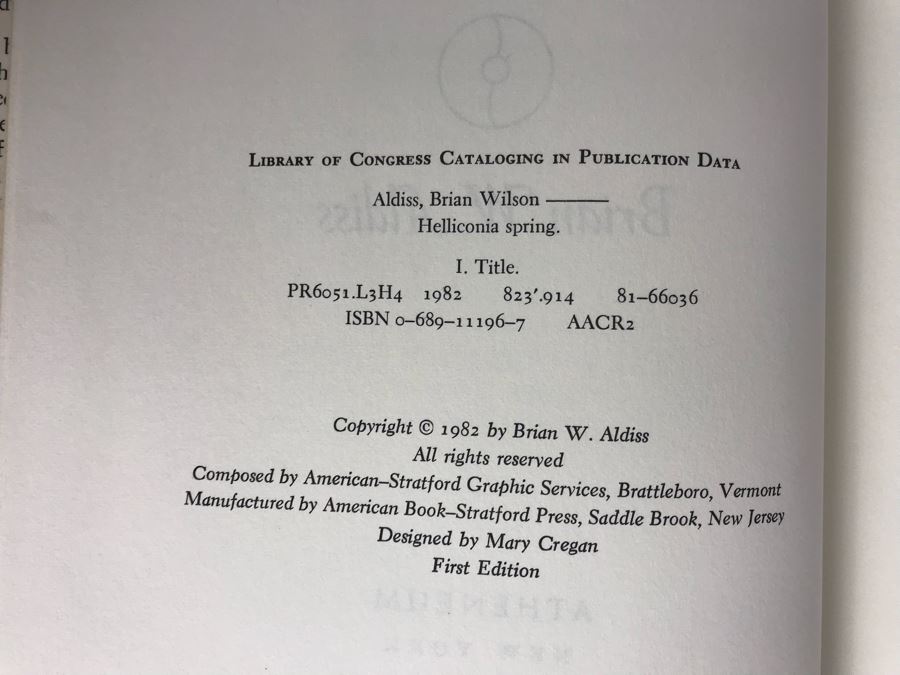 LIBRARY OF CONGRESS CATALOGING IN PUBLICATION DATA
Aldiss, Brian Wilson ———
Helliconia spring.
I. Title.
PR6051.L3H4 1982 823′.914 81–66036
ISBN 0–689–11196–7 AACR2
Copyright © 1982 by Brian W. Aldiss
All rights reserved
Composed by American–Stratford Graphic Services, Brattleboro, Vermont
Manufactured by American Book–Stratford Press, Saddle Brook, New Jersey
Designed by Mary Cregan
First Edition
ATHENEUM
NEW YORK